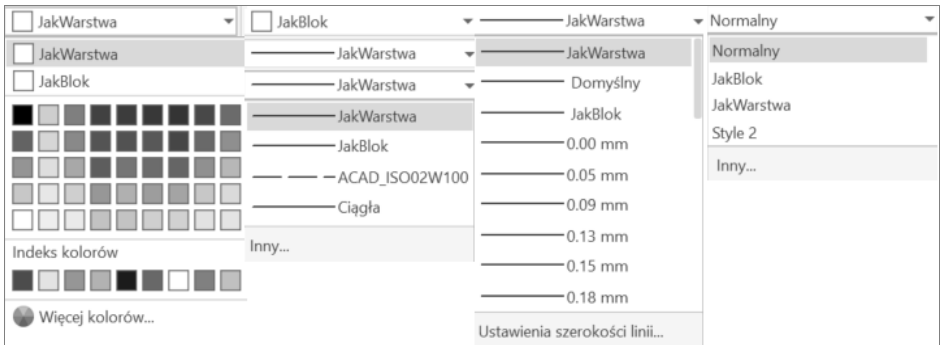 JakWarstwa
JakWarstwa
JakBlok
Indeks kolorów
Więcej kolorów...
JakBlok
JakWarstwa
JakWarstwa
JakWarstwa
JakBlok
ACAD_ISO02W100
Ciągła
Inny...
JakWarstwa
JakWarstwa
Domyślny
JakBlok
0.00 mm
0.05 mm
0.09 mm
0.13 mm
0.15 mm
0.18 mm
Ustawienia szerokości linii...
Normalny
Normalny
JakBlok
JakWarstwa
Style 2
Inny...